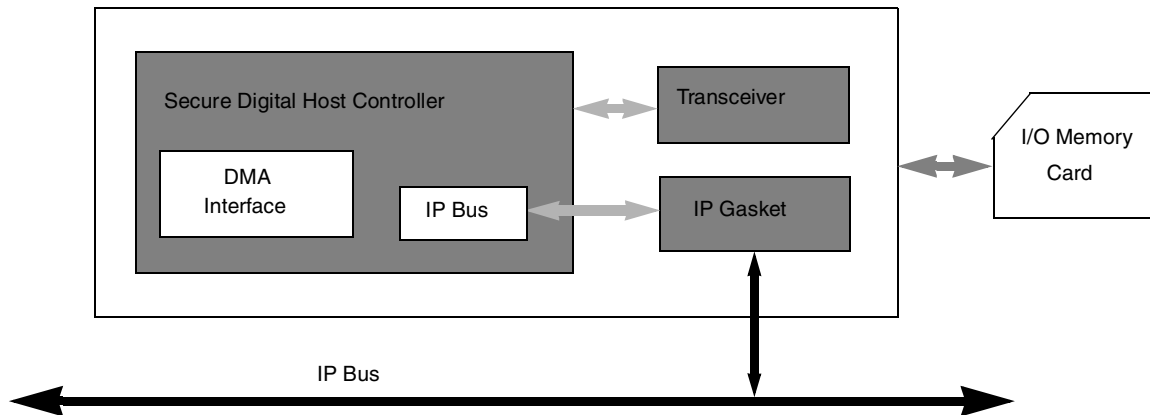 Secure Digital Host Controller
Transceiver
I/O Memory
Card
DMA
Interface
IP Bus
IP Gasket
IP Bus